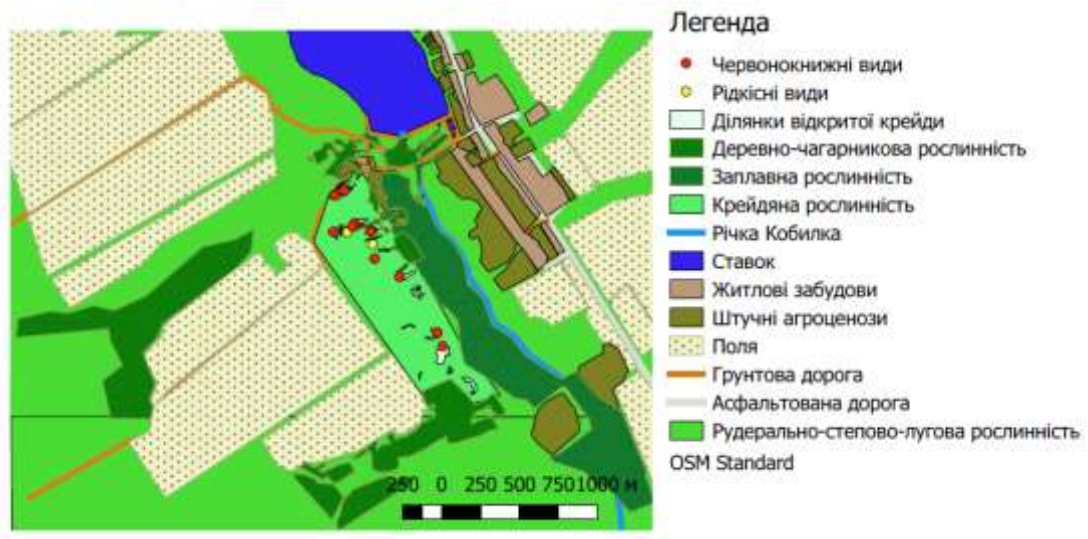 Легенда
Червонокнижні види
Рідкісні види
Ділянки відкритої крейди
Деревно-чагарникова рослинність
Заплавна рослинність
Крейдяна рослинність
Річка Кобилка
Ставок
Житлові забудови
Штучні агроценози
Поля
Грунтова дорога
Асфальтована дорога
Рудерально-степово-лугова рослинність
OSM Standard
250 0 250 500 7501000 м